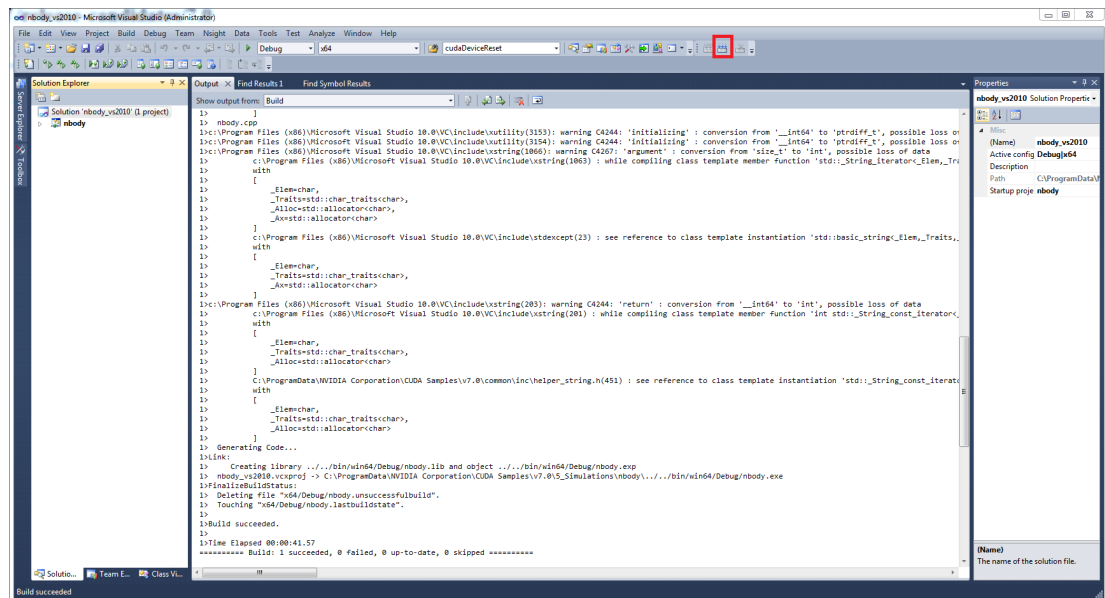 nbody_vs2010 - Microsoft Visual Studio (Administrator)
File Edit View Project Build Debug Team Nsight Data Tools Test Analyze Window Help
Debug x64 cudaDeviceReset
Server Explorer
Toolbox
Solution Explorer
Solution 'nbody_vs2010' (1 project)
nbody
Solutio... Team E... Class Vi...
Output Find Results 1 Find Symbol Results
Show output from: Build
1> ]
1> nbody.cpp
1>c:\Program Files (x86)\Microsoft Visual Studio 10.0\VC\include\xutility(3153): warning C4244: 'initializing' : conversion from '__int64' to 'ptrdiff_t', possible loss of
1>c:\Program Files (x86)\Microsoft Visual Studio 10.0\VC\include\xutility(3154): warning C4244: 'initializing' : conversion from '__int64' to 'ptrdiff_t', possible loss of
1>c:\Program Files (x86)\Microsoft Visual Studio 10.0\VC\include\xstring(1066): warning C4267: 'argument' : conversion from 'size_t' to 'int', possible loss of data
1> c:\Program Files (x86)\Microsoft Visual Studio 10.0\VC\include\xstring(1063) : while compiling class template member function 'std::_String_iterator<_Elem,_Tra
1> with
1> [
1> _Elem=char,
1> _Traits=std::char_traits<char>,
1> _Alloc=std::allocator<char>,
1> _Ax=std::allocator<char>
1> ]
1> c:\Program Files (x86)\Microsoft Visual Studio 10.0\VC\include\stdexcept(23) : see reference to class template instantiation 'std::basic_string<_Elem,_Traits,_
1> with
1> [
1> _Elem=char,
1> _Traits=std::char_traits<char>,
1> _Ax=std::allocator<char>
1> ]
1>c:\Program Files (x86)\Microsoft Visual Studio 10.0\VC\include\xstring(203): warning C4244: 'return' : conversion from '__int64' to 'int', possible loss of data
1> c:\Program Files (x86)\Microsoft Visual Studio 10.0\VC\include\xstring(201) : while compiling class template member function 'int std::_String_const_iterator<_
1> with
1> [
1> _Elem=char,
1> _Traits=std::char_traits<char>,
1> _Alloc=std::allocator<char>
1> ]
1> C:\ProgramData\NVIDIA Corporation\CUDA Samples\v7.0\common\inc\helper_string.h(451) : see reference to class template instantiation 'std::_String_const_iterato
1> with
1> [
1> _Elem=char,
1> _Traits=std::char_traits<char>,
1> _Alloc=std::allocator<char>
1> ]
1> Generating Code...
1>Link:
1> Creating library ../../bin/win64/Debug/nbody.lib and object ../../bin/win64/Debug/nbody.exp
1> nbody_vs2010.vcxproj -> C:\ProgramData\NVIDIA Corporation\CUDA Samples\v7.0\5_Simulations\nbody\../../bin/win64/Debug/nbody.exe
1>FinalizeBuildStatus:
1> Deleting file "x64/Debug/nbody.unsuccessfulbuild".
1> Touching "x64/Debug/nbody.lastbuildstate".
1>
1>Build succeeded.
1>
1>Time Elapsed 00:00:41.57
========== Build: 1 succeeded, 0 failed, 0 up-to-date, 0 skipped ==========
Properties
nbody_vs2010 Solution Propertie
Misc
(Name) nbody_vs2010
Active config Debug|x64
Description
Path C:\ProgramData\
Startup proje nbody
(Name)
The name of the solution file.
Build succeeded